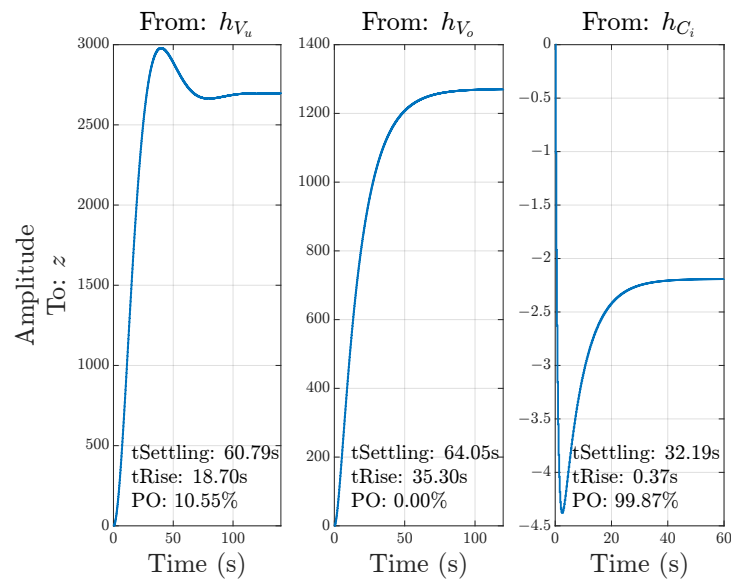 From: h_{V_u}
From: h_{V_o}
From: h_{C_i}
Amplitude
To: z
3000
2500
2000
1500
1000
500
0
0
50
100
tSettling: 60.79s
tRise: 18.70s
PO: 10.55%
Time (s)
1400
1200
1000
800
600
400
200
0
0
50
100
tSettling: 64.05s
tRise: 35.30s
PO: 0.00%
Time (s)
0
−0.5
−1
−1.5
−2
−2.5
−3
−3.5
−4
−4.5
0
20
40
60
tSettling: 32.19s
tRise: 0.37s
PO: 99.87%
Time (s)